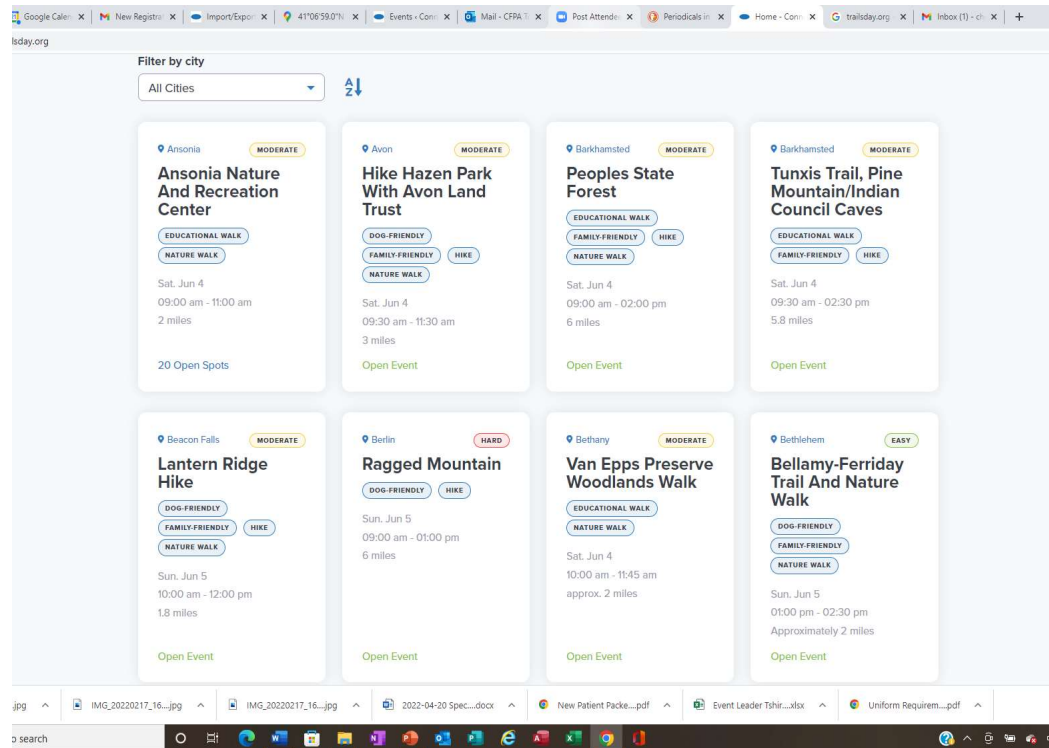 Google Calen
New Registra
Import/Expor
41°06'59.0"N
Events ‹ Conn
Mail - CFPA T
Post Attendee
Periodicals in
Home - Conn
trailsday.org
Inbox (1) - ch
lsday.org
Filter by city
All Cities
A
Z
Ansonia MODERATE
Ansonia Nature
And Recreation
Center
EDUCATIONAL WALK
NATURE WALK
Sat. Jun 4
09:00 am - 11:00 am
2 miles
20 Open Spots
Avon MODERATE
Hike Hazen Park
With Avon Land
Trust
DOG-FRIENDLY
FAMILY-FRIENDLY HIKE
NATURE WALK
Sat. Jun 4
09:30 am - 11:30 am
3 miles
Open Event
Barkhamsted MODERATE
Peoples State
Forest
EDUCATIONAL WALK
FAMILY-FRIENDLY HIKE
NATURE WALK
Sat. Jun 4
09:00 am - 02:00 pm
6 miles
Open Event
Barkhamsted MODERATE
Tunxis Trail, Pine
Mountain/Indian
Council Caves
EDUCATIONAL WALK
FAMILY-FRIENDLY HIKE
Sat. Jun 4
09:30 am - 02:30 pm
5.8 miles
Open Event
Beacon Falls MODERATE
Lantern Ridge
Hike
DOG-FRIENDLY
FAMILY-FRIENDLY HIKE
NATURE WALK
Sun. Jun 5
10:00 am - 12:00 pm
1.8 miles
Open Event
Berlin HARD
Ragged Mountain
DOG-FRIENDLY HIKE
Sun. Jun 5
09:00 am - 01:00 pm
6 miles
Open Event
Bethany MODERATE
Van Epps Preserve
Woodlands Walk
EDUCATIONAL WALK
NATURE WALK
Sat. Jun 4
10:00 am - 11:45 am
approx. 2 miles
Open Event
Bethlehem EASY
Bellamy-Ferriday
Trail And Nature
Walk
DOG-FRIENDLY
FAMILY-FRIENDLY
NATURE WALK
Sun. Jun 5
01:00 pm - 02:30 pm
Approximately 2 miles
Open Event
.jpg
IMG_20220217_16....jpg
IMG_20220217_16....jpg
2022-04-20 Spec....docx
New Patient Packe....pdf
Event Leader Tshir....xlsx
Uniform Requirem....pdf
o search